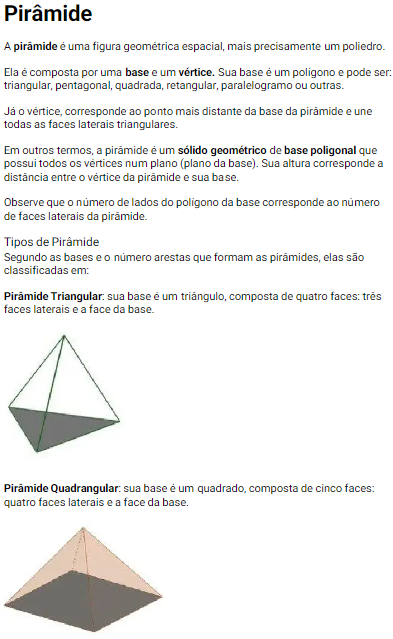 Pirâmide
A pirâmide é uma figura geométrica espacial, mais precisamente um poliedro.
Ela é composta por uma base e um vértice. Sua base é um polígono e pode ser:
triangular, pentagonal, quadrada, retangular, paralelogramo ou outras.
Já o vértice, corresponde ao ponto mais distante da base da pirâmide e une
todas as faces laterais triangulares.
Em outros termos, a pirâmide é um sólido geométrico de base poligonal que
possui todos os vértices num plano (plano da base). Sua altura corresponde a
distância entre o vértice da pirâmide e sua base.
Observe que o número de lados do polígono da base corresponde ao número
de faces laterais da pirâmide.
Tipos de Pirâmide
Segundo as bases e o número arestas que formam as pirâmides, elas são
classificadas em:
Pirâmide Triangular: sua base é um triângulo, composta de quatro faces: três
faces laterais e a face da base.
Pirâmide Quadrangular: sua base é um quadrado, composta de cinco faces:
quatro faces laterais e a face da base.